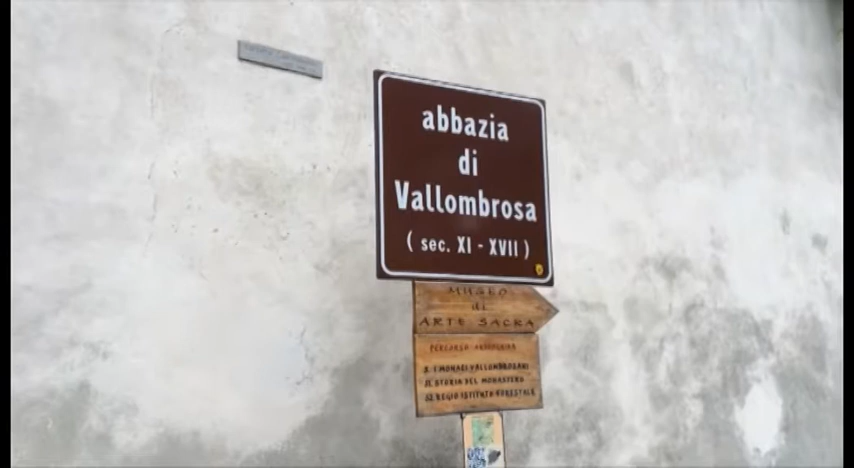 abbazia
di
Vallombrosa
( sec. XI - XVII )
MUSEO
di
ARTE SACRA
PERCORSO
I MONACI VALLOMBROSANI
STORIA DEL MONASTERO
REGIO ISTITUTO FORESTALE